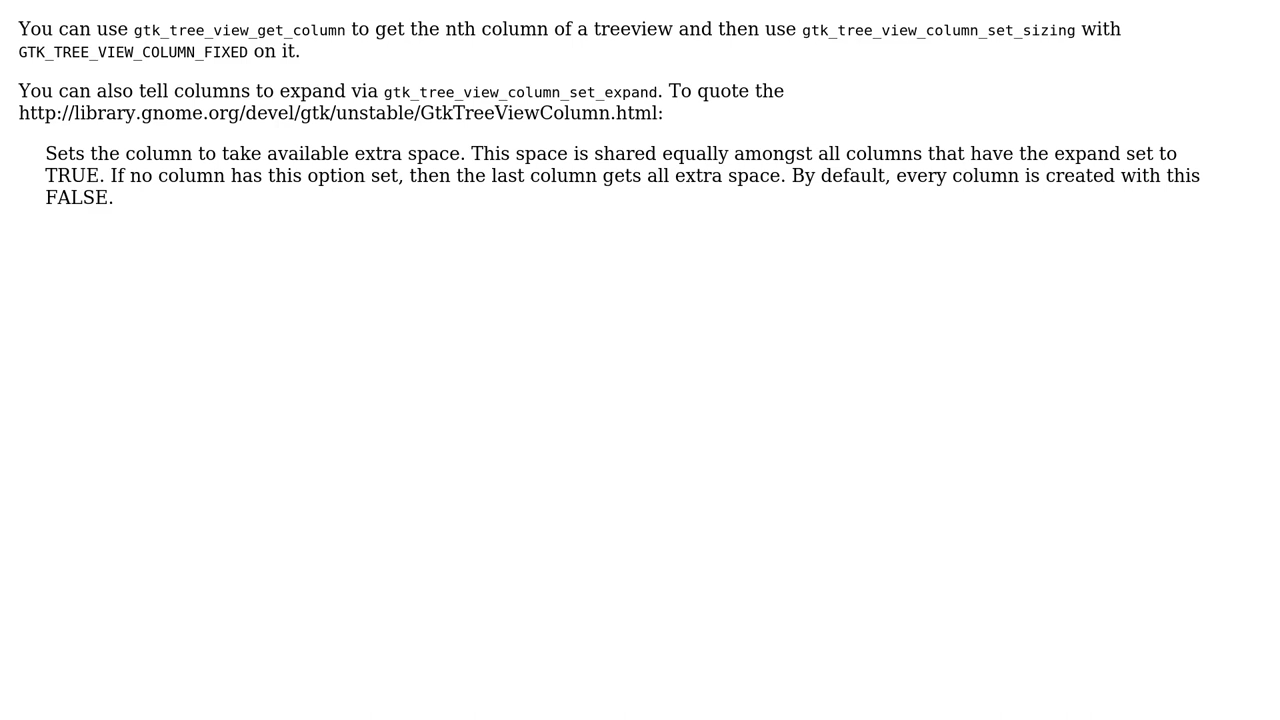 You can use gtk_tree_view_get_column to get the nth column of a treeview and then use gtk_tree_view_column_set_sizing with
GTK_TREE_VIEW_COLUMN_FIXED on it.
You can also tell columns to expand via gtk_tree_view_column_set_expand. To quote the
http://library.gnome.org/devel/gtk/unstable/GtkTreeViewColumn.html:
Sets the column to take available extra space. This space is shared equally amongst all columns that have the expand set to
TRUE. If no column has this option set, then the last column gets all extra space. By default, every column is created with this
FALSE.